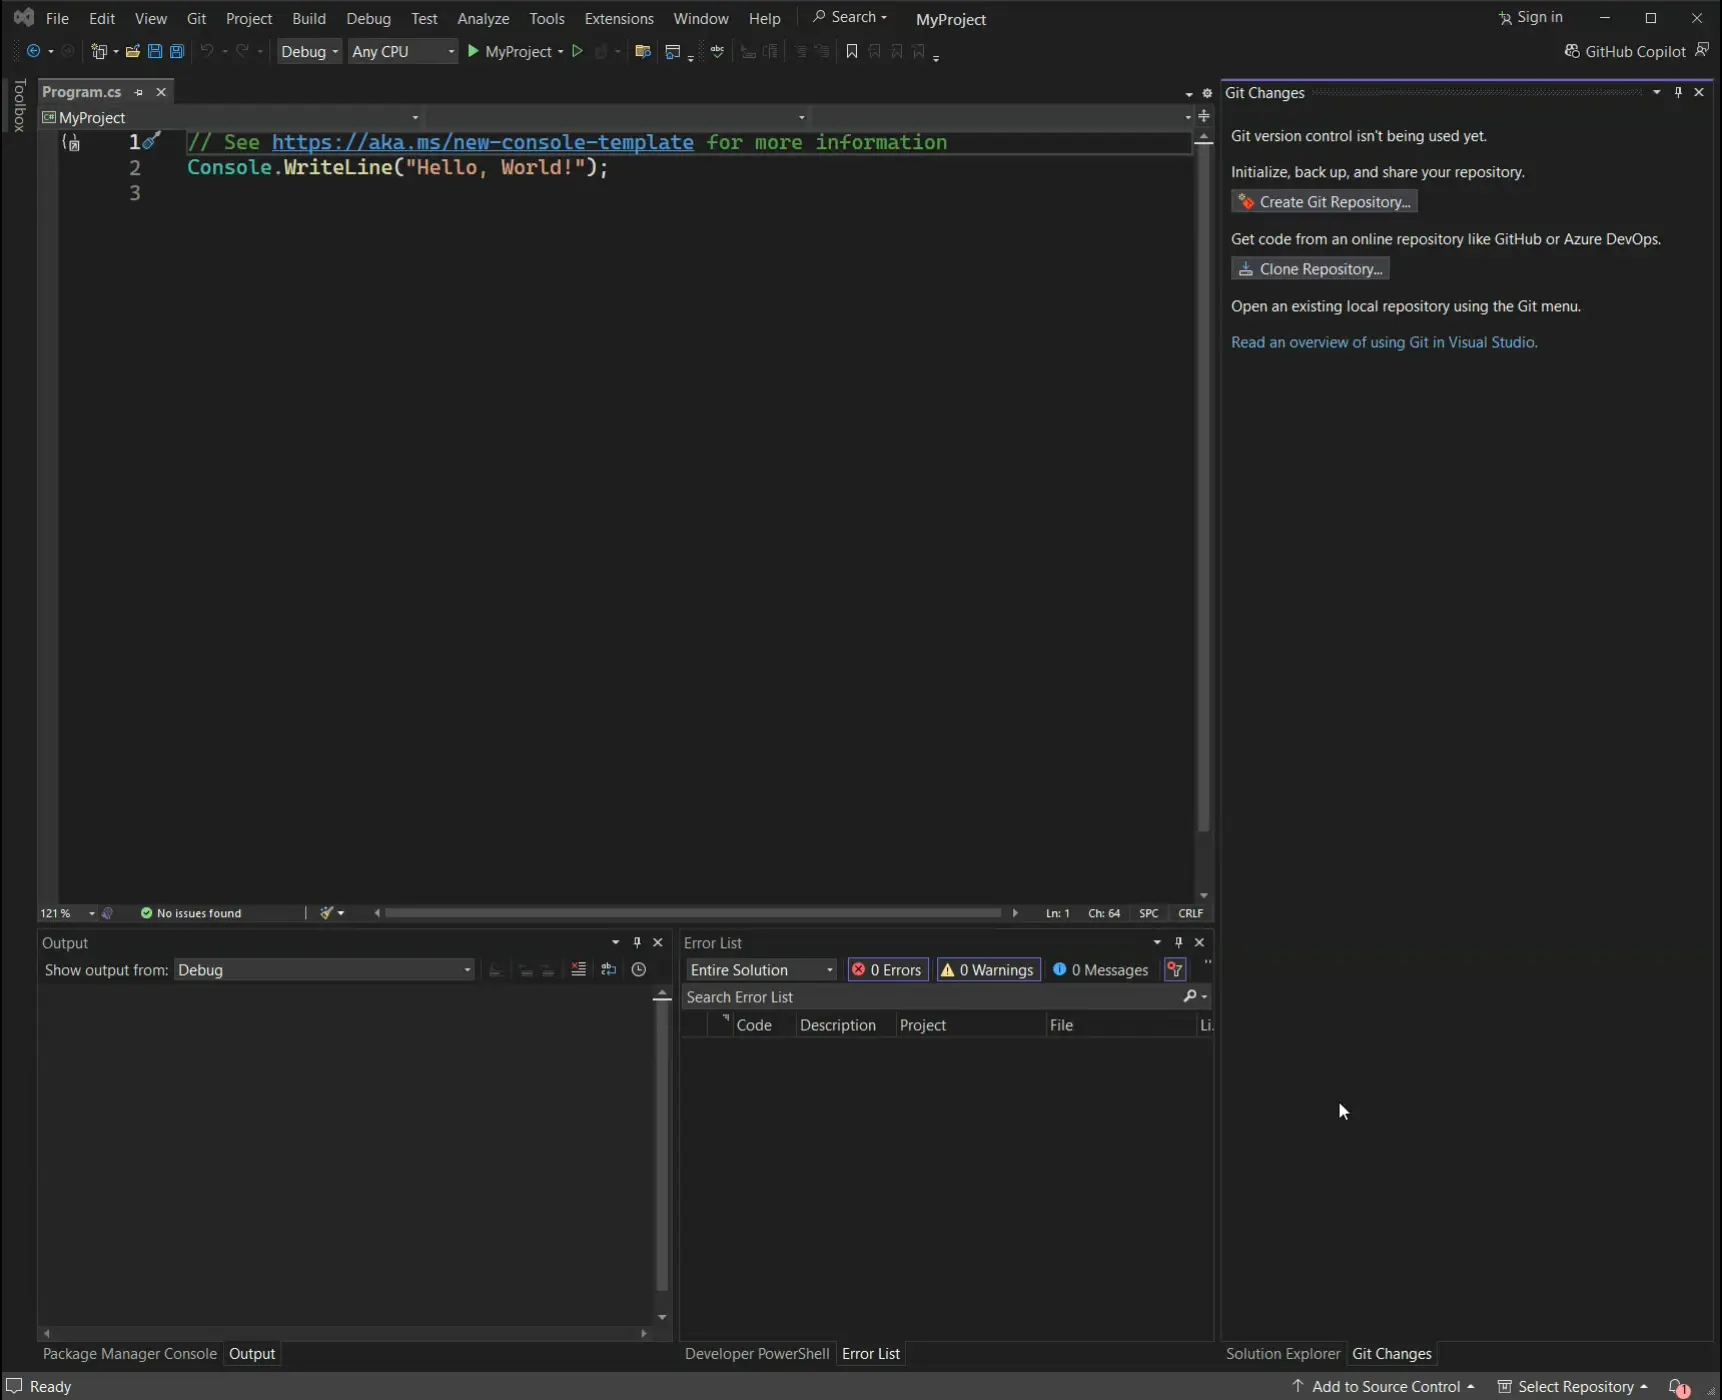 File Edit View Git Project Build Debug Test Analyze Tools Extensions Window Help Search MyProject Sign in
Debug Any CPU MyProject abc GitHub Copilot
Toolbox
Program.cs
C# MyProject
1 // See https://aka.ms/new-console-template for more information
2 Console.WriteLine("Hello, World!");
3
121 % No issues found Ln: 1 Ch: 64 SPC CRLF
Output
Show output from: Debug
Package Manager Console Output
Error List
Entire Solution 0 Errors 0 Warnings 0 Messages
Search Error List
Code Description Project File Li.
Developer PowerShell Error List
Git Changes
Git version control isn't being used yet.
Initialize, back up, and share your repository.
Create Git Repository...
Get code from an online repository like GitHub or Azure DevOps.
Clone Repository...
Open an existing local repository using the Git menu.
Read an overview of using Git in Visual Studio.
Solution Explorer Git Changes
Ready Add to Source Control Select Repository 1